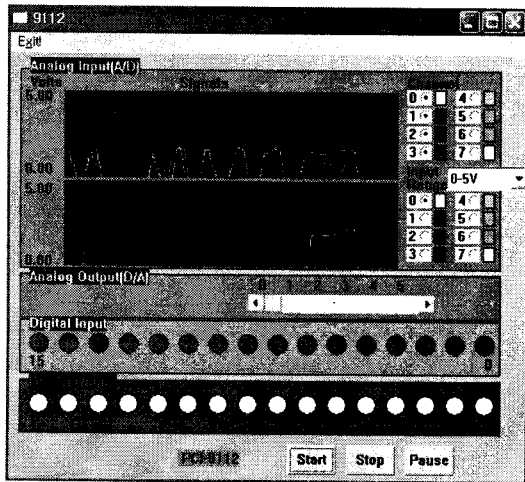 9112
Exit!
Analog Input(A/D)
Volts Signals Channel
5.00
0 4
1 5
2 6
3 7
0.00
Input
Range 0-5V
5.00
0 4
1 5
2 6
3 7
0.00
Analog Output(D/A)
0 1 2 3 4 5
Digital Input
15 0
PCI-9112 Start Stop Pause